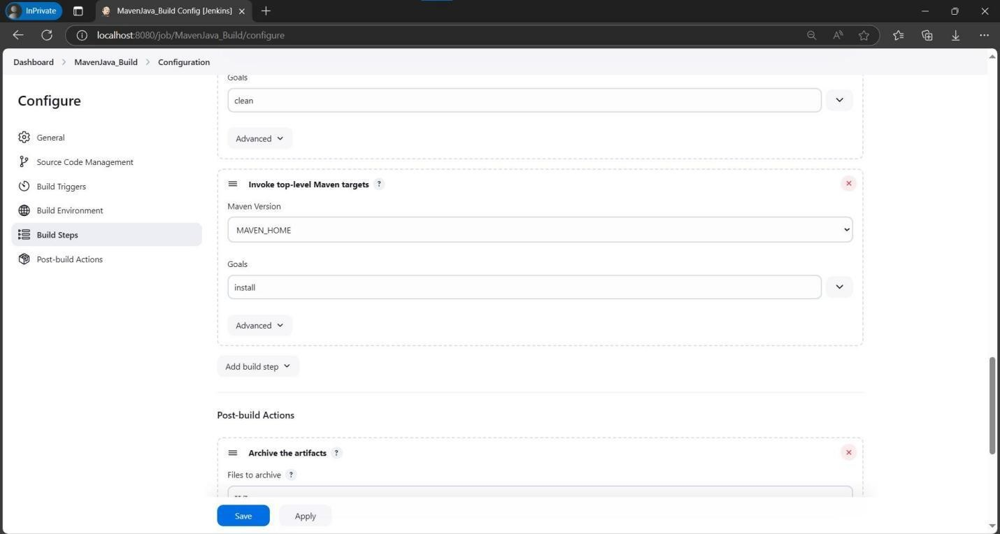 InPrivate
MavenJava_Build Config [Jenkins]
localhost:8080/job/MavenJava_Build/configure
Dashboard > MavenJava_Build > Configuration
Configure
General
Source Code Management
Build Triggers
Build Environment
Build Steps
Post-build Actions
Goals
clean
Advanced
Invoke top-level Maven targets ?
Maven Version
MAVEN_HOME
Goals
install
Advanced
Add build step
Post-build Actions
Archive the artifacts ?
Files to archive ?
Save
Apply